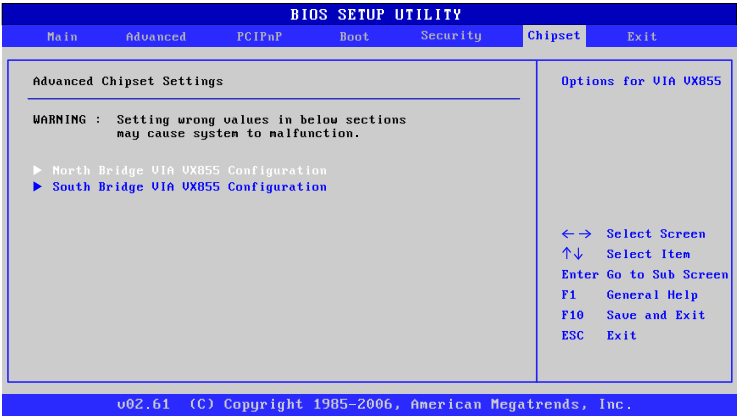 BIOS SETUP UTILITY
Main Advanced PCIPnP Boot Security Chipset Exit
Advanced Chipset Settings
WARNING : Setting wrong values in below sections
may cause system to malfunction.
▶ North Bridge VIA VX855 Configuration
▶ South Bridge VIA VX855 Configuration
Options for VIA VX855
←→ Select Screen
↑↓ Select Item
Enter Go to Sub Screen
F1 General Help
F10 Save and Exit
ESC Exit
v02.61 (C) Copyright 1985-2006, American Megatrends, Inc.